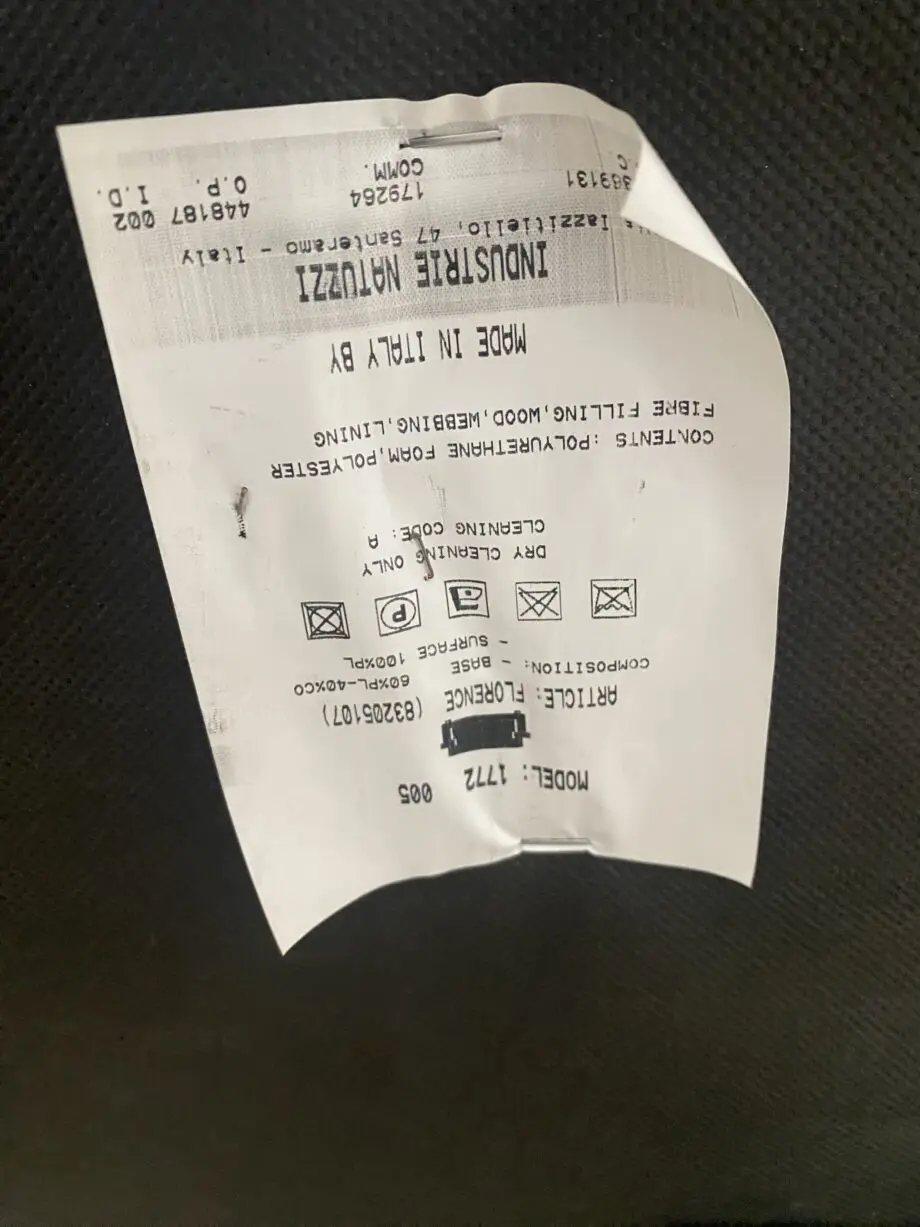 MODEL: 1772 005
ARTICLE: FLORENCE (83205107)
COMPOSITION: - BASE 60%PL-40%CO
- SURFACE 100%PL
P
DRY CLEANING ONLY
CLEANING CODE: A
CONTENTS :POLYURETHANE FOAM,POLYESTER
FIBRE FILLING,WOOD,WEBBING,LINING
MADE IN ITALY BY
INDUSTRIE NATUZZI
Iazzitiello, 47 Santeramo - Italy
363131 179264 448187 002
.C. COMM. O.P. I.D.